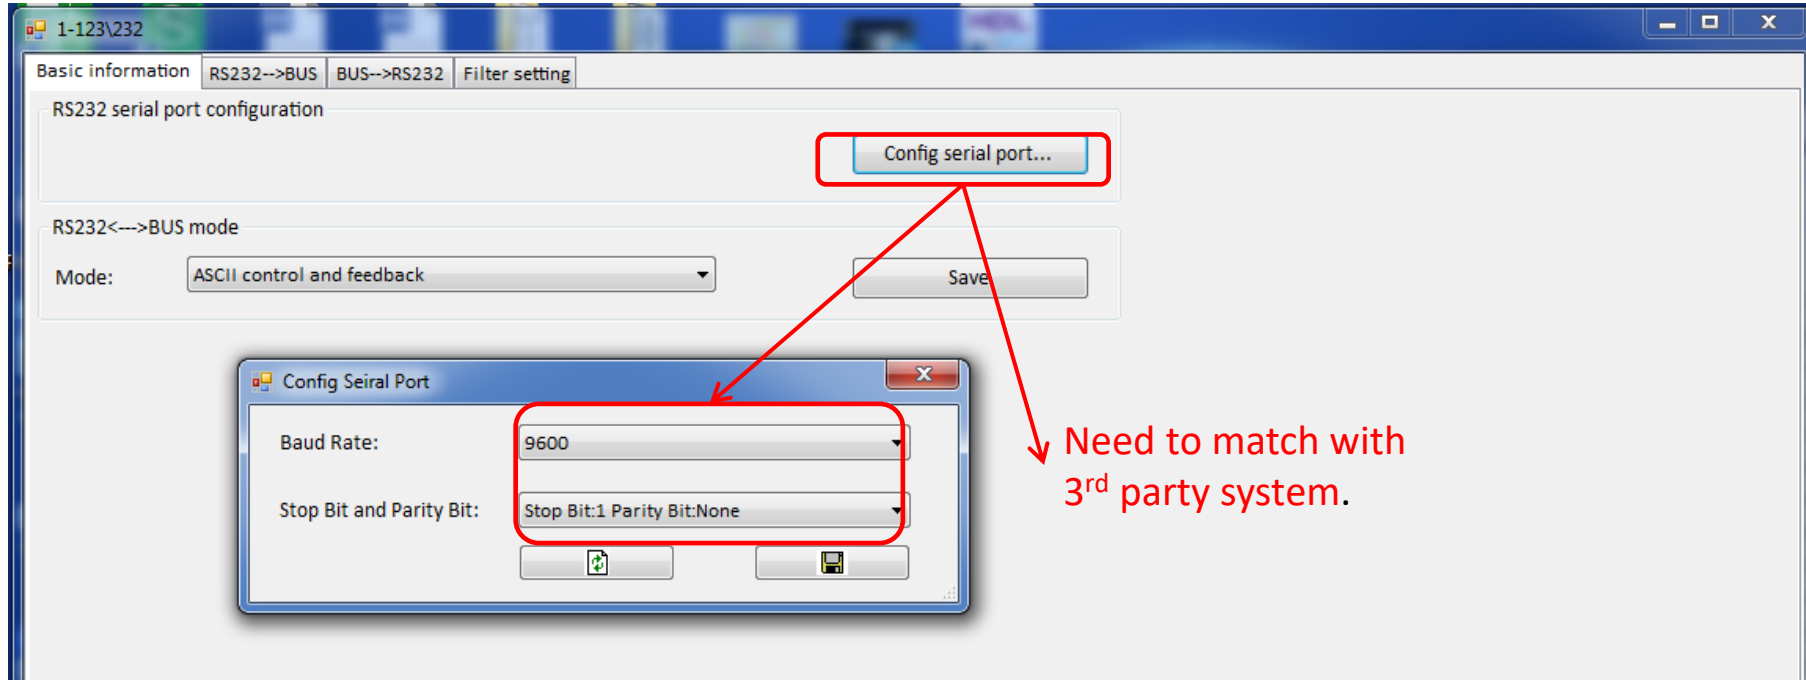 1-123\232
Basic information RS232-->BUS BUS-->RS232 Filter setting
RS232 serial port configuration
Config serial port...
RS232<--->BUS mode
Mode: ASCII control and feedback Save
Config Seiral Port
Baud Rate: 9600
Stop Bit and Parity Bit: Stop Bit:1 Parity Bit:None
Need to match with
3rd party system.